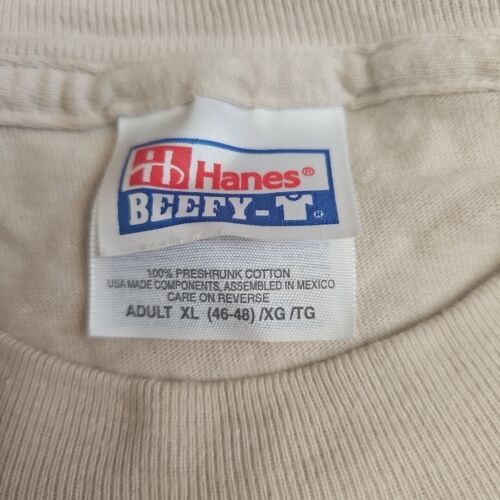 H Hanes®
BEEFY-T®
100% PRESHRUNK COTTON
USA MADE COMPONENTS, ASSEMBLED IN MEXICO
CARE ON REVERSE
ADULT XL (46-48) /XG /TG